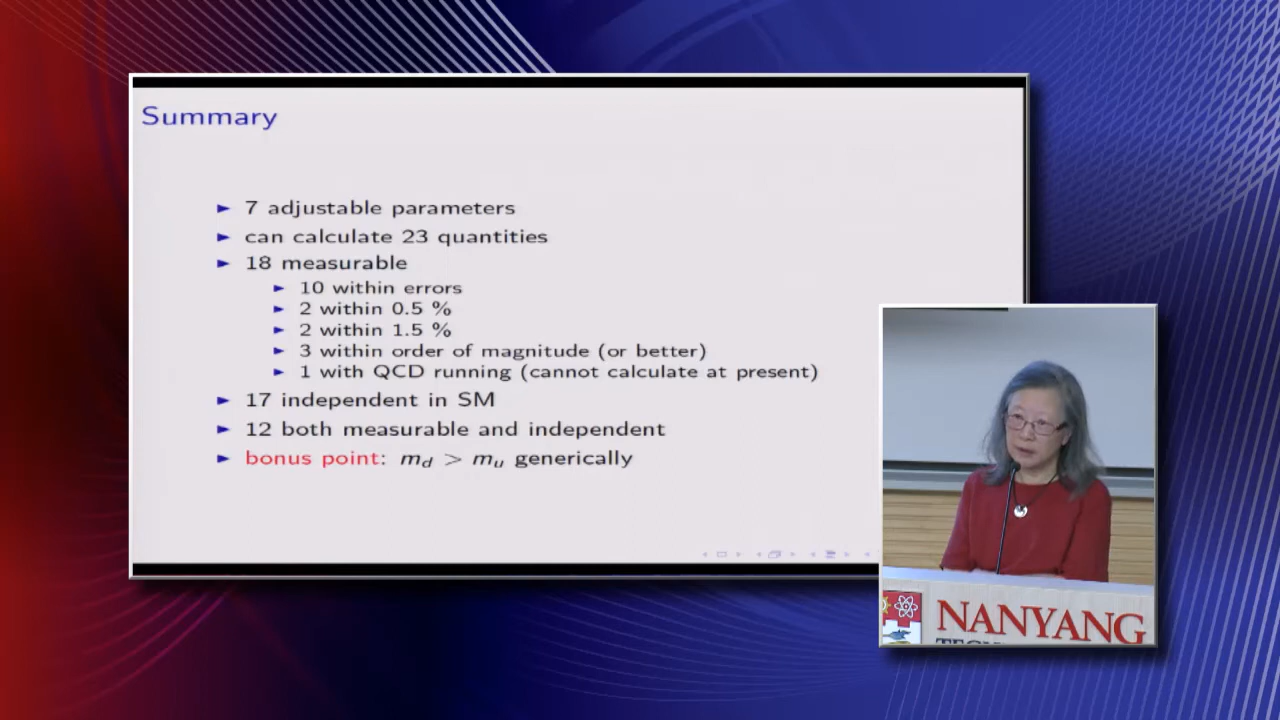 Summary
► 7 adjustable parameters
► can calculate 23 quantities
► 18 measurable
► 10 within errors
► 2 within 0.5 %
► 2 within 1.5 %
► 3 within order of magnitude (or better)
► 1 with QCD running (cannot calculate at present)
► 17 independent in SM
► 12 both measurable and independent
► bonus point: m_d > m_u generically
NANYANG